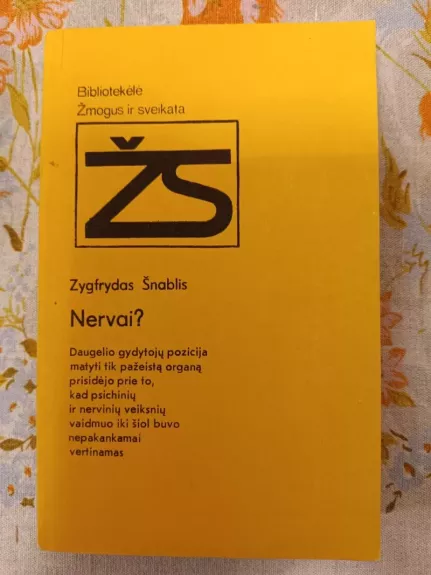 Bibliotekėle
Žmogus ir sveikata
ŽS
Zygfrydas Šnablis
Nervai?
Daugelio gydytojų pozicija
matyti tik pažeistą organą
prisidėjo prie to,
kad psichinių
ir nervinių veiksnių
vaidmuo iki šiol buvo
nepakankamai
vertinamas